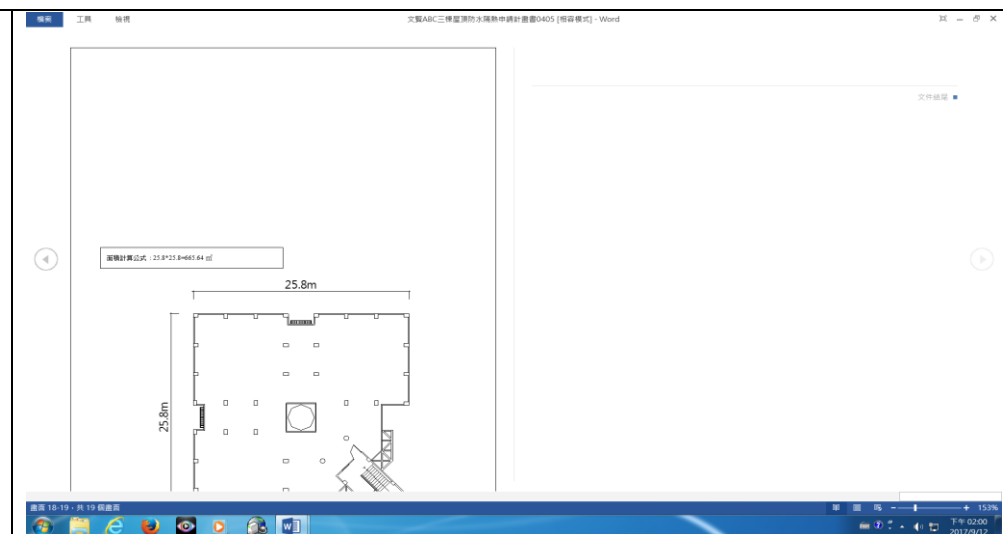 檔案 工具 檢視 文賢ABC三棟屋頂防水隔熱申請計畫書0405 [相容模式] - Word
文件結尾
面積計算公式：25.8*25.8=665.64 ㎡
25.8m
25.8m
畫面 18-19，共 19 個畫面
153%
下午 02:00
2017/9/12